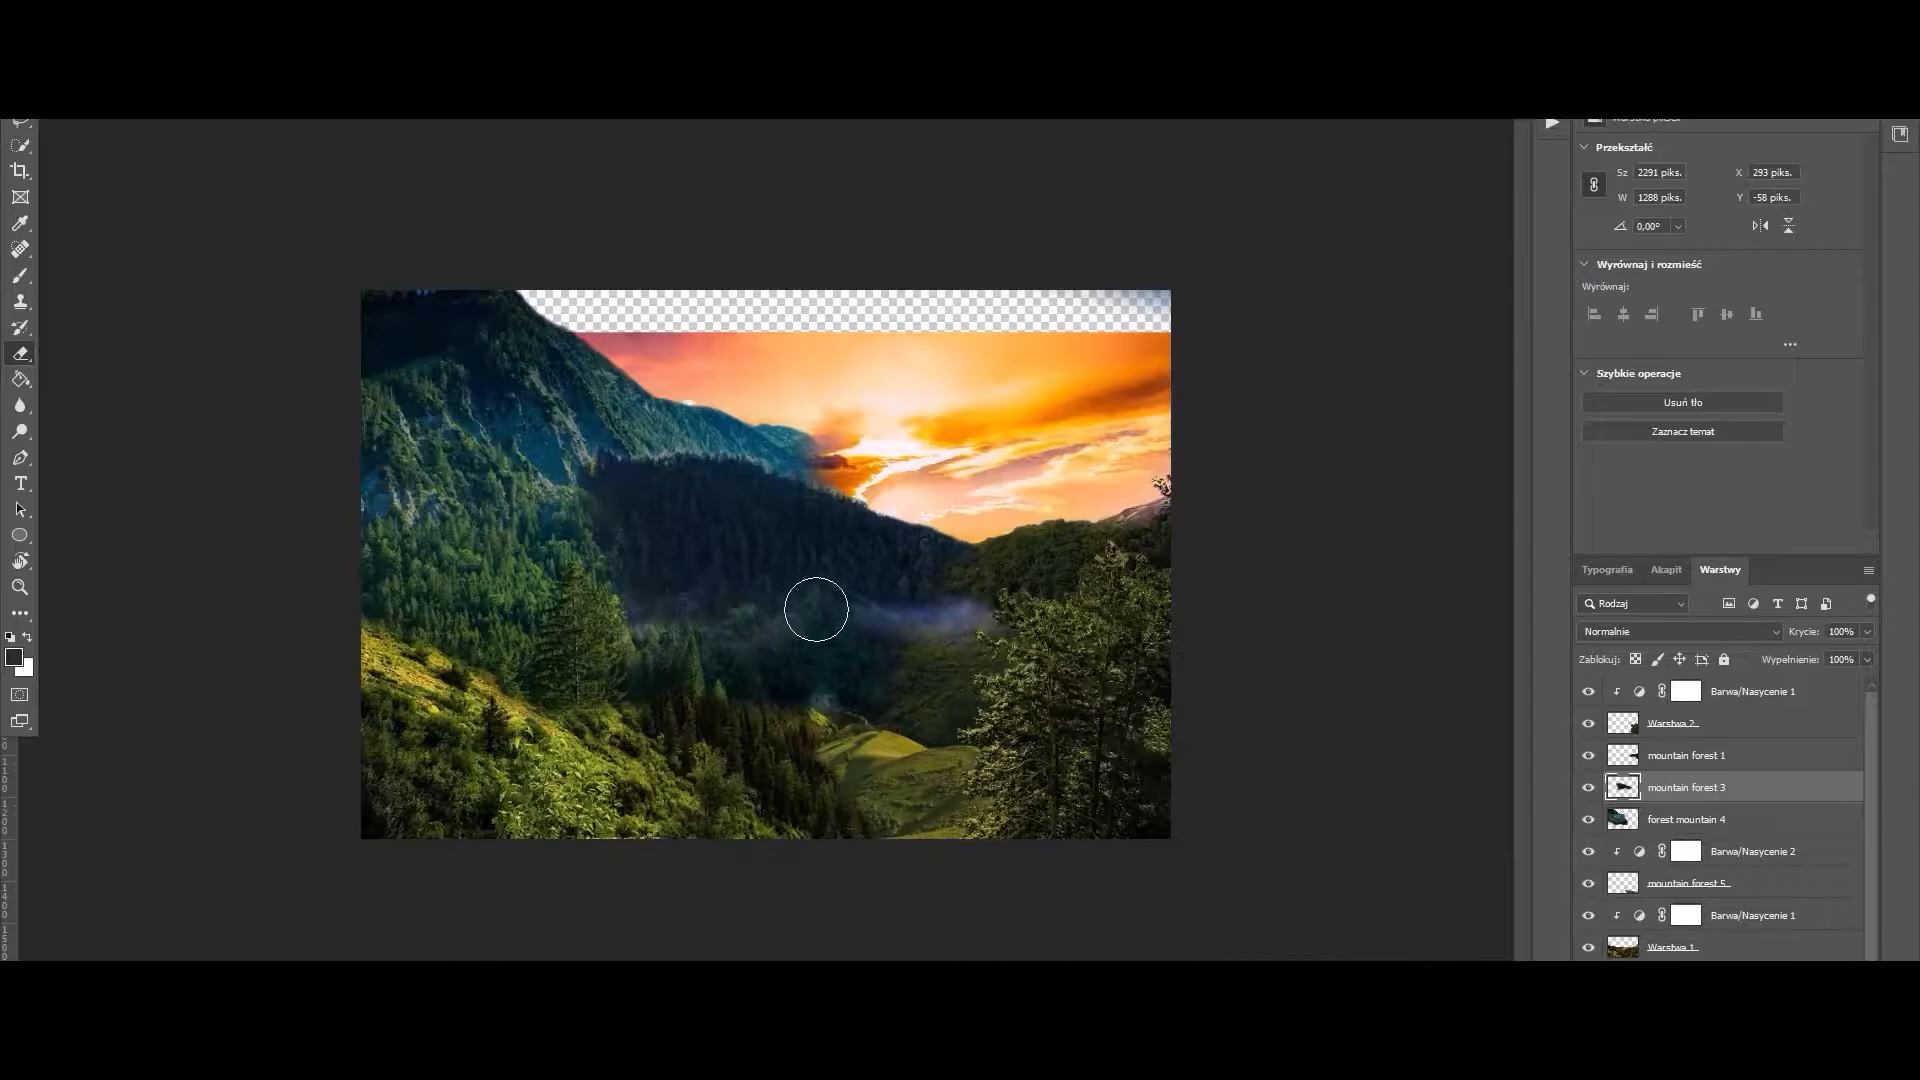 Przekształć
Sz 2291 piks. X 293 piks.
W 1288 piks. Y -58 piks.
0,00°
Wyrównaj i rozmieść
Wyrównaj:
Szybkie operacje
Usuń tło
Zaznacz temat
Typografia Akapit Warstwy
Rodzaj
Normalnie Krycie: 100%
Zablokuj: Wypełnienie: 100%
Barwa/Nasycenie 1
Warstwa 2
mountain forest 1
mountain forest 3
forest mountain 4
Barwa/Nasycenie 2
mountain forest 5
Barwa/Nasycenie 1
Warstwa 1